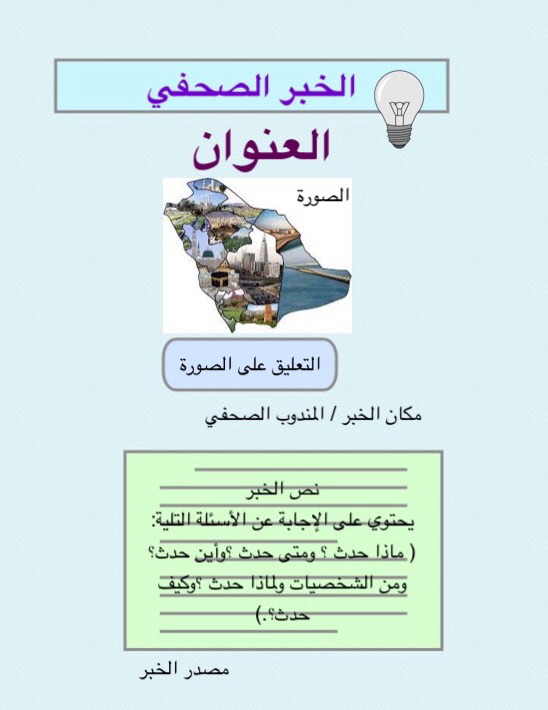 الخبر الصحفي
العنوان
الصورة
التعليق على الصورة
مكان الخبر / المندوب الصحفي
نص الخبر
يحتوي على الإجابة عن الأسئلة التلية:
( ماذا حدث ؟ ومتى حدث ؟وأين حدث؟
ومن الشخصيات ولماذا حدث ؟وكيف
حدث؟.)
مصدر الخبر